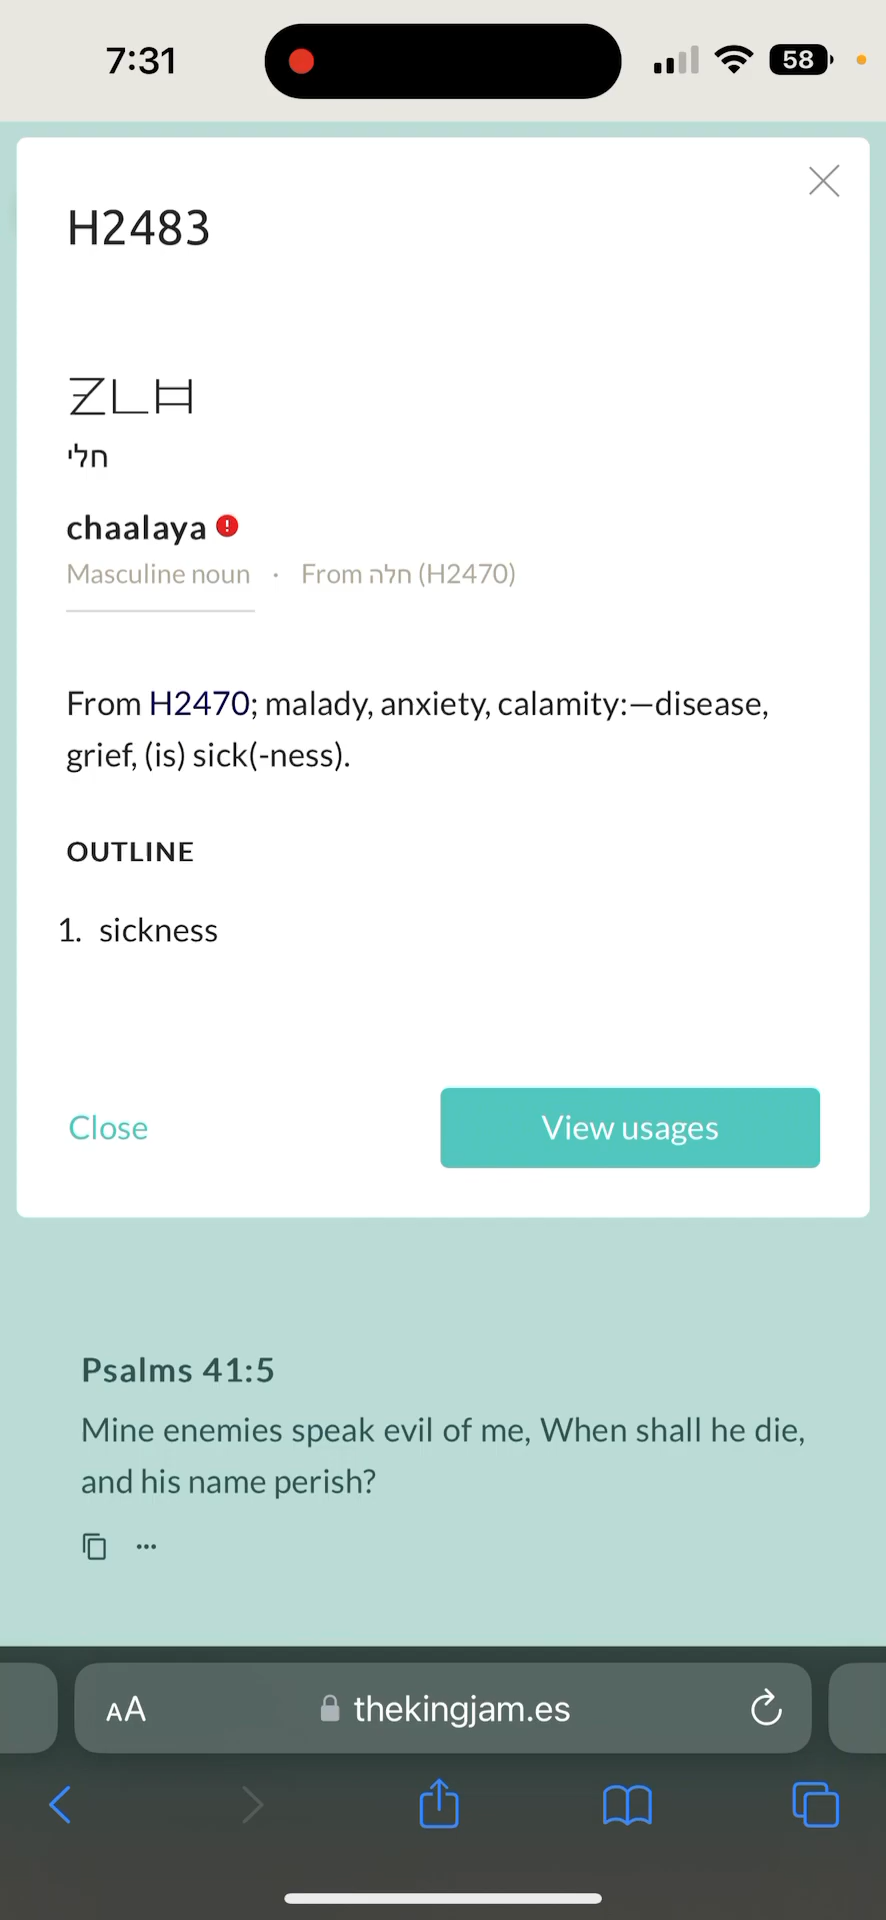 7:31
58
H2483
𐤇𐤋𐤉
חלי
chaalaya
Masculine noun · From חלה (H2470)
From H2470; malady, anxiety, calamity:—disease,
grief, (is) sick(-ness).
OUTLINE
1. sickness
Close
View usages
Psalms 41:5
Mine enemies speak evil of me, When shall he die,
and his name perish?
AA
thekingjam.es